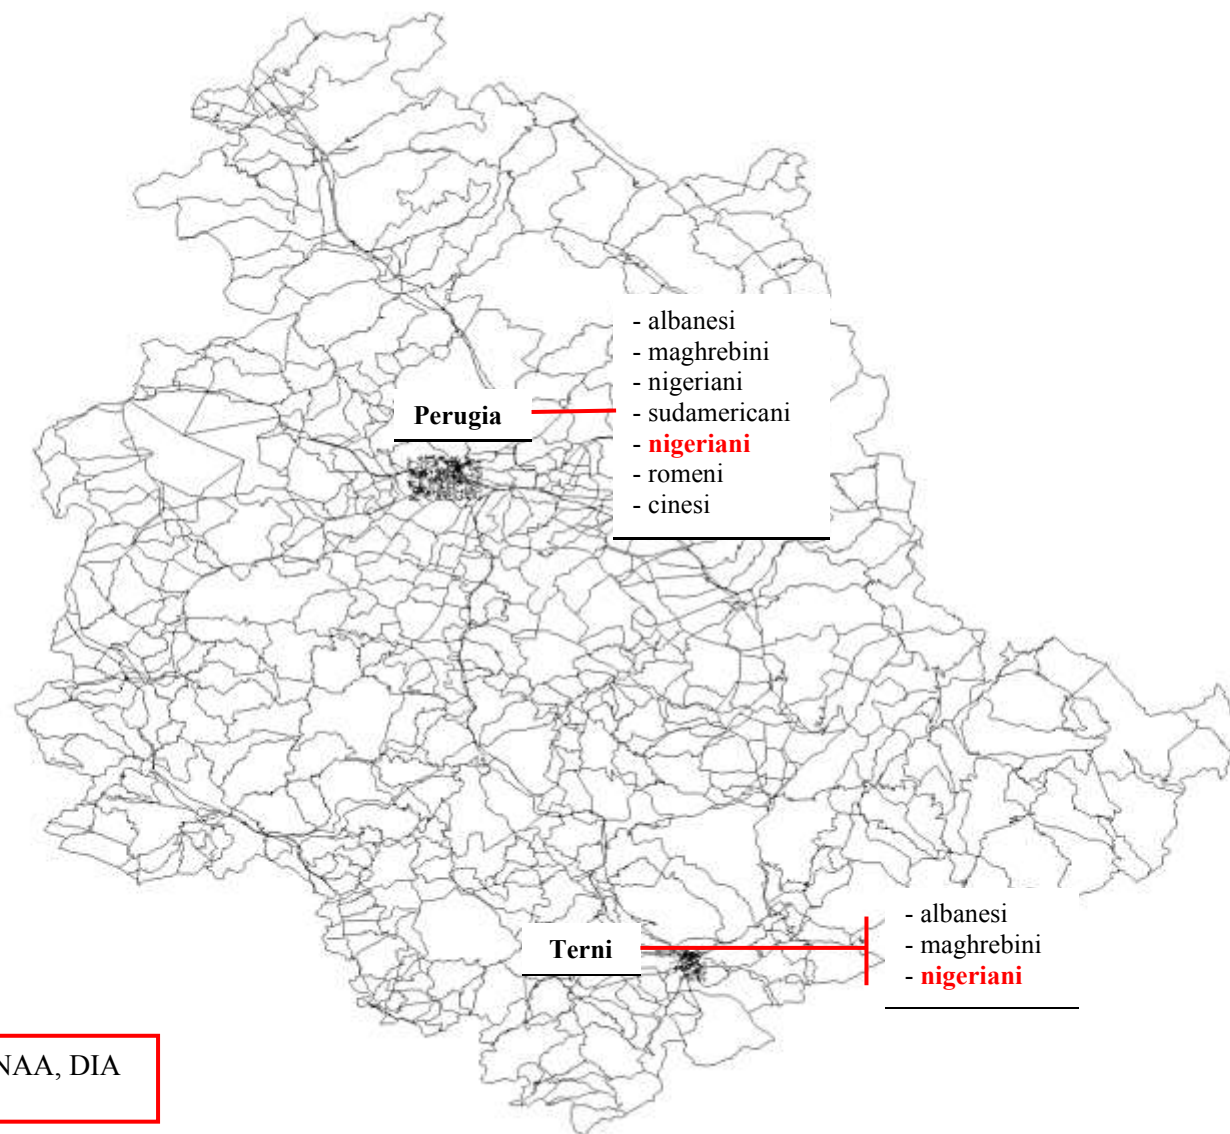 - albanesi
- maghrebini
- nigeriani
- sudamericani
- nigeriani
- romeni
- cinesi
Perugia
- albanesi
- maghrebini
- nigeriani
Terni
NAA, DIA